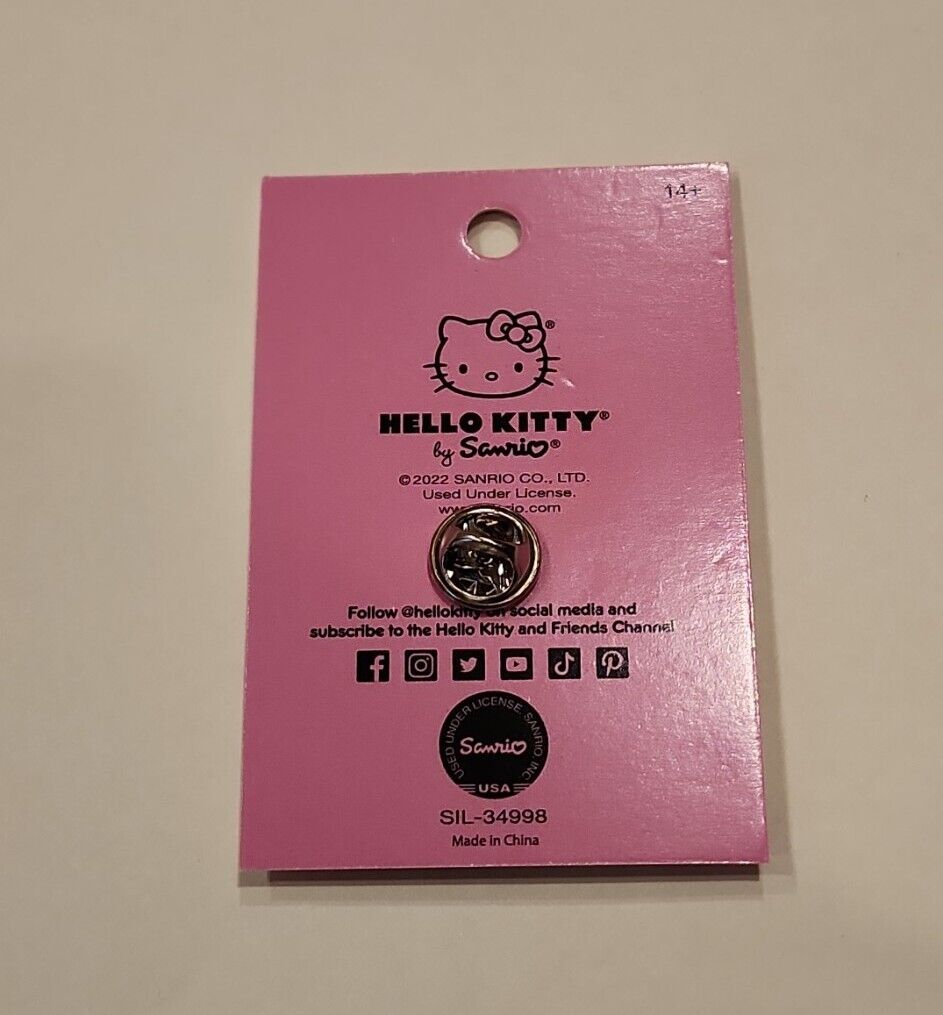 14+
®
HELLO KITTY®
by Sanrio®
©2022 SANRIO CO., LTD.
Used Under License.
Follow @hellokitty on social media and
subscribe to the Hello Kitty and Friends Channel
USED UNDER LICENSE, SANRIO, INC.
Sanrio
USA
SIL-34998
Made in China